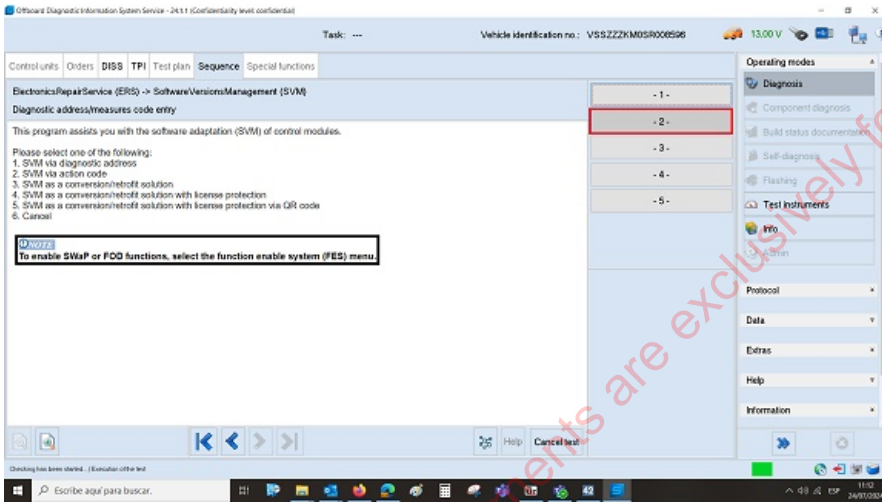 Offboard Diagnostic Information System Service - 24.1.1 (Confidentiality level: confidential)
Task: ---
Vehicle identification no.: VSSZZZKM0SR008596
13.00 V
Control units
Orders
DISS
TPI
Test plan
Sequence
Special functions
ElectronicsRepairService (ERS) -> SoftwareVersionsManagement (SVM)
Diagnostic address/measures code entry
This program assists you with the software adaptation (SVM) of control modules.
Please select one of the following:
1. SVM via diagnostic address
2. SVM via action code
3. SVM as a conversion/retrofit solution
4. SVM as a conversion/retrofit solution with license protection
5. SVM as a conversion/retrofit solution with license protection via QR code
6. Cancel
NOTE
To enable SWaP or FOD functions, select the function enable system (FES) menu.
- 1 -
- 2 -
- 3 -
- 4 -
- 5 -
Operating modes
Diagnosis
Component diagnosis
Build status documentation
Self-diagnosis
Flashing
Test instruments
Info
Admin
Protocol
Data
Extras
Help
Information
Help
Cancel test
Checking has been started... | Execution of the test
Escribe aquí para buscar.
ESP
11:12
ents are exclusively fo